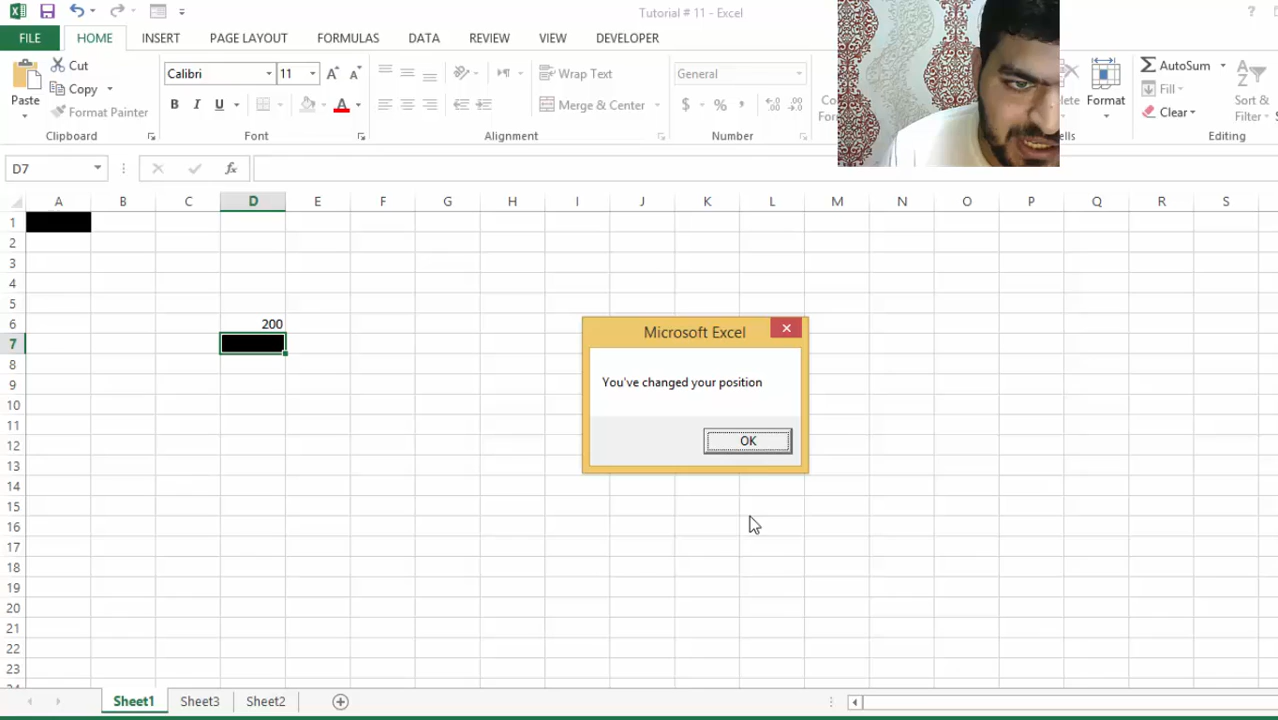 Tutorial # 11 - Excel
?
FILE HOME INSERT PAGE LAYOUT FORMULAS DATA REVIEW VIEW DEVELOPER
Paste
Cut
Copy
Format Painter
Clipboard
Calibri 11
B I U A
Font
Wrap Text
Merge & Center
Alignment
General
$ % ,
Number
Format
AutoSum
Fill
Clear
Sort &
Filter
Editing
D7
fx
A B C D E F G H I J K L M N O P Q R S
1
2
3
4
5
6 200
7
8
9
10
11
12
13
14
15
16
17
18
19
20
21
22
23
Microsoft Excel
You've changed your position
OK
Sheet1 Sheet3 Sheet2